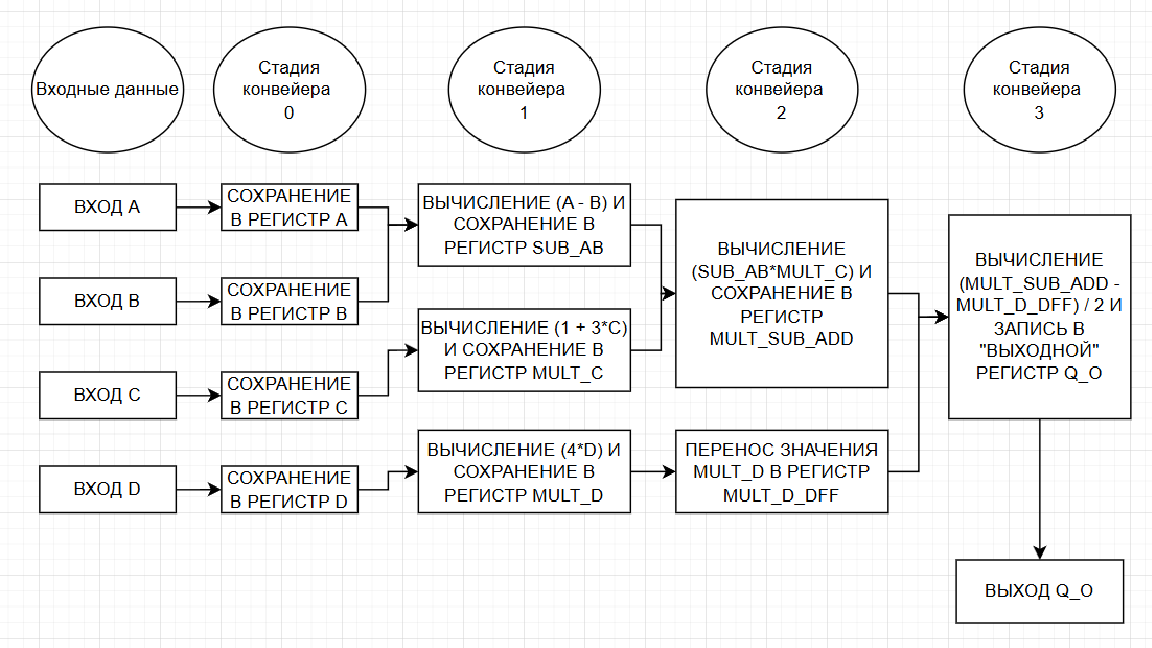 Входные данные
Стадия
конвейера
0
Стадия
конвейера
1
Стадия
конвейера
2
Стадия
конвейера
3
ВХОД A
СОХРАНЕНИЕ
В РЕГИСТР A
ВЫЧИСЛЕНИЕ (A - B) И
СОХРАНЕНИЕ В
РЕГИСТР SUB_AB
ВХОД B
СОХРАНЕНИЕ
В РЕГИСТР B
ВЫЧИСЛЕНИЕ (1 + 3*C)
И СОХРАНЕНИЕ В
РЕГИСТР MULT_C
ВЫЧИСЛЕНИЕ
(SUB_AB*MULT_C) И
СОХРАНЕНИЕ В
РЕГИСТР
MULT_SUB_ADD
ВЫЧИСЛЕНИЕ
(MULT_SUB_ADD -
MULT_D_DFF) / 2 И
ЗАПИСЬ В
"ВЫХОДНОЙ"
РЕГИСТР Q_O
ВХОД C
СОХРАНЕНИЕ
В РЕГИСТР C
ВХОД D
СОХРАНЕНИЕ
В РЕГИСТР D
ВЫЧИСЛЕНИЕ (4*D) И
СОХРАНЕНИЕ В
РЕГИСТР MULT_D
ПЕРЕНОС ЗНАЧЕНИЯ
MULT_D В РЕГИСТР
MULT_D_DFF
ВЫХОД Q_O